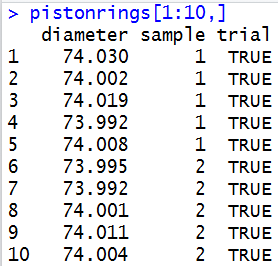 > pistonrings[1:10,]
diameter sample trial
1 74.030 1 TRUE
2 74.002 1 TRUE
3 74.019 1 TRUE
4 73.992 1 TRUE
5 74.008 1 TRUE
6 73.995 2 TRUE
7 73.992 2 TRUE
8 74.001 2 TRUE
9 74.011 2 TRUE
10 74.004 2 TRUE